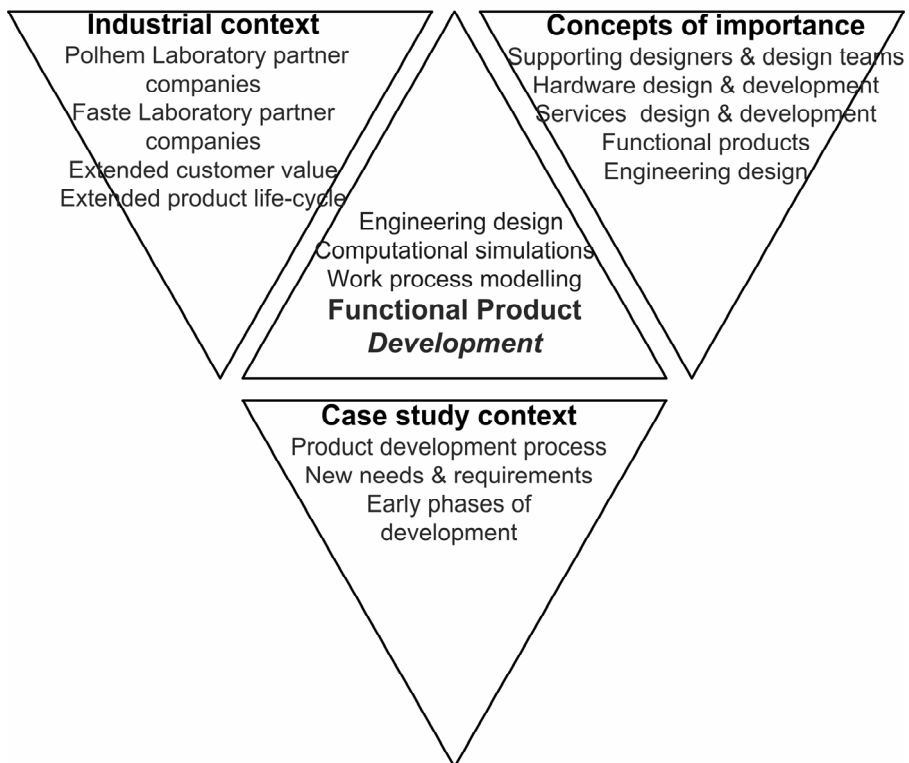 Industrial context
Polhem Laboratory partner
companies
Faste Laboratory partner
companies
Extended customer value
Extended product life-cycle
Concepts of importance
Supporting designers & design teams
Hardware design & development
Services design & development
Functional products
Engineering design
Engineering design
Computational simulations
Work process modelling
Functional Product
Development
Case study context
Product development process
New needs & requirements
Early phases of
development